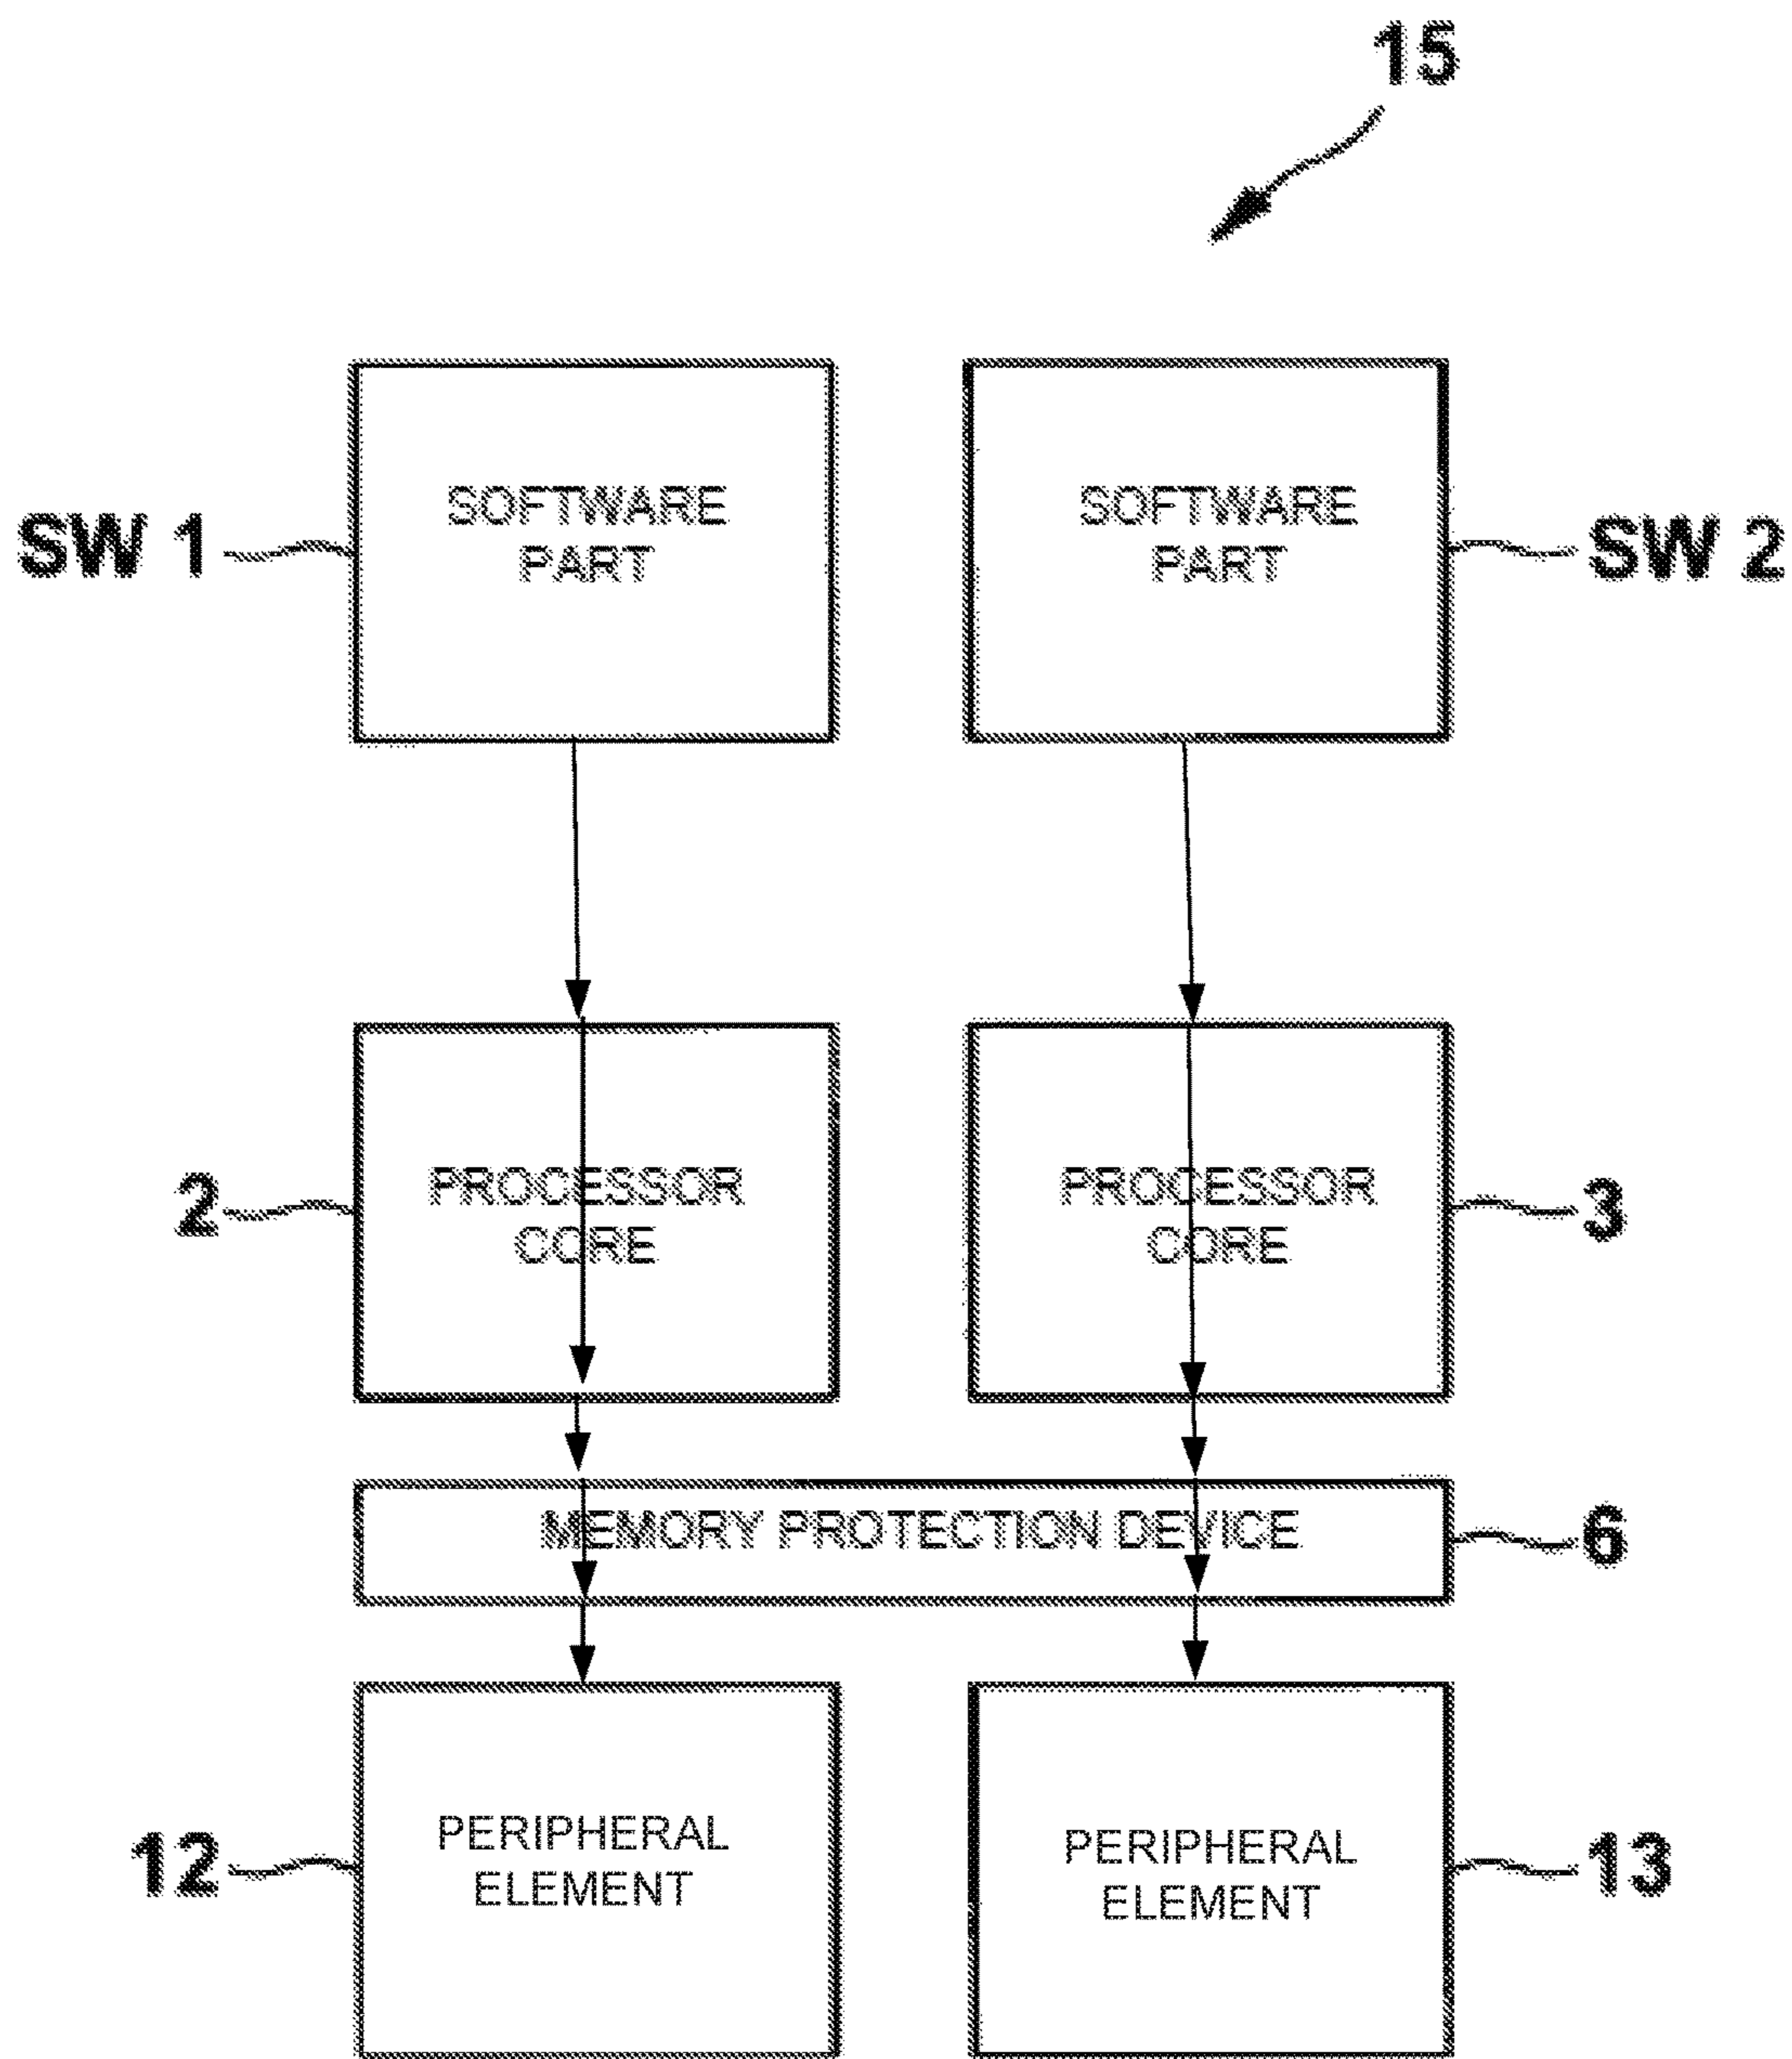 15
SOFTWARE
PART
SW 1
SOFTWARE
PART
SW 2
PROCESSOR
CORE
2
PROCESSOR
CORE
3
MEMORY PROTECTION DEVICE
6
PERIPHERAL
ELEMENT
12
PERIPHERAL
ELEMENT
13